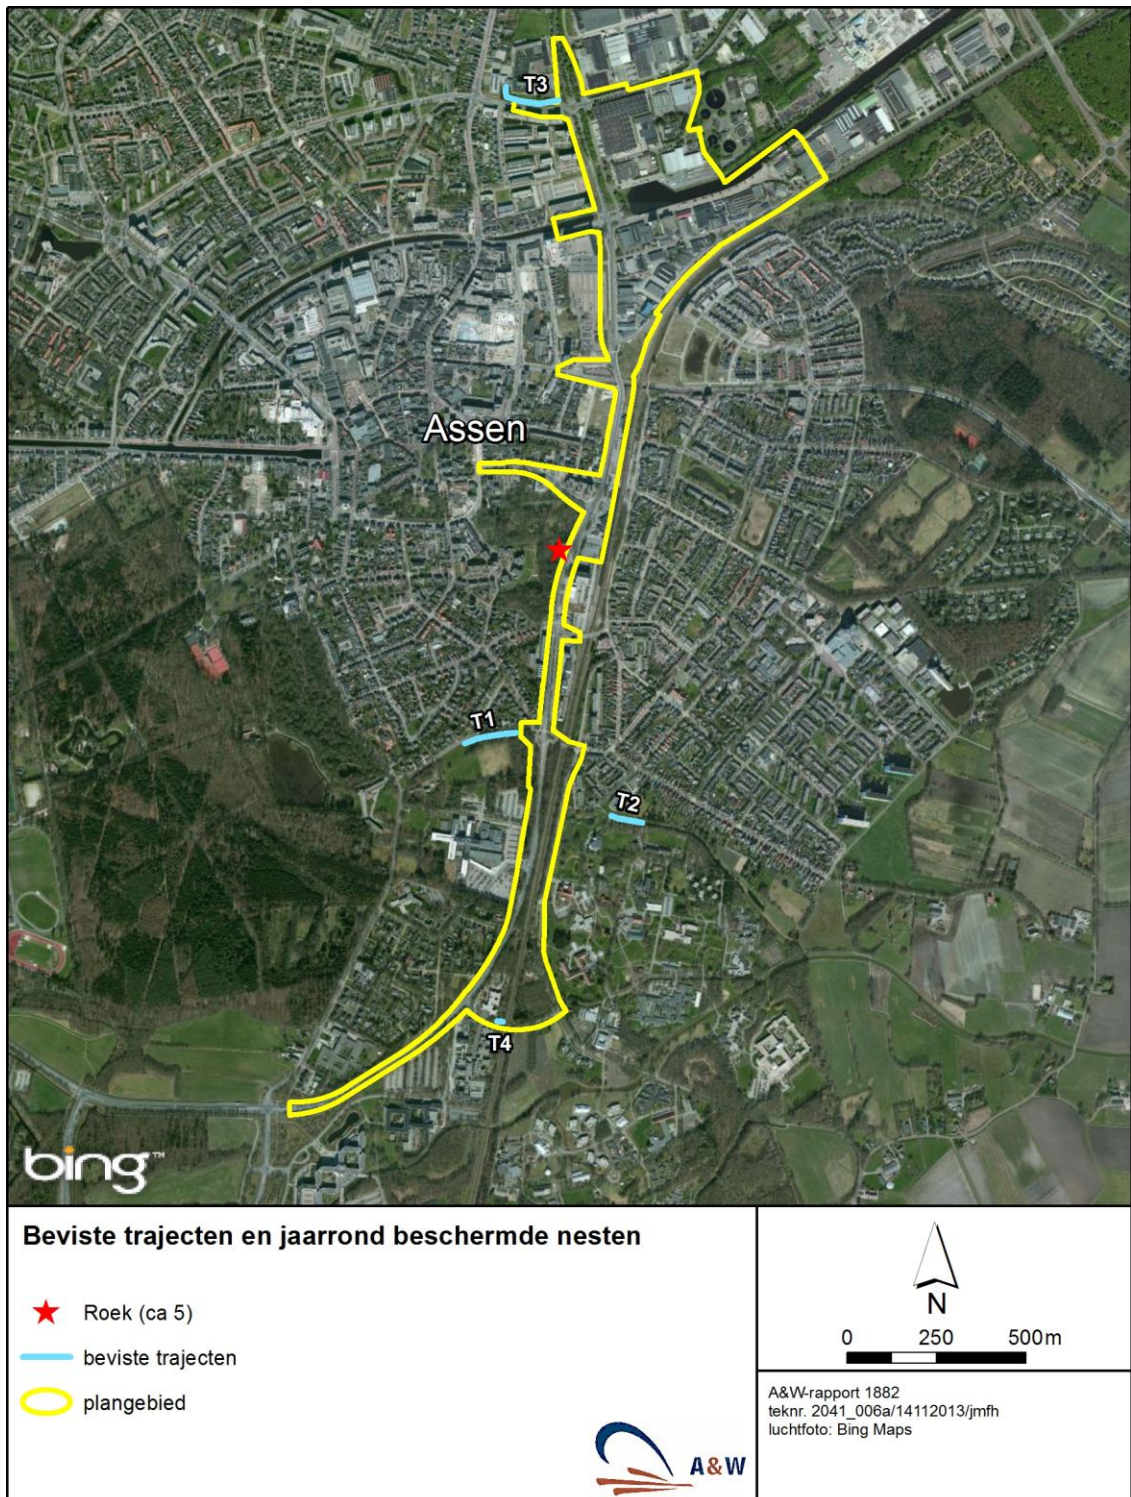 T3
Assen
T1
T2
T4
bing™
Beviste trajecten en jaarrond beschermde nesten
Roek (ca 5)
beviste trajecten
plangebied
N
0 250 500m
A&W-rapport 1882
teknr. 2041_006a/14112013/jmfh
luchtfoto: Bing Maps
A&W